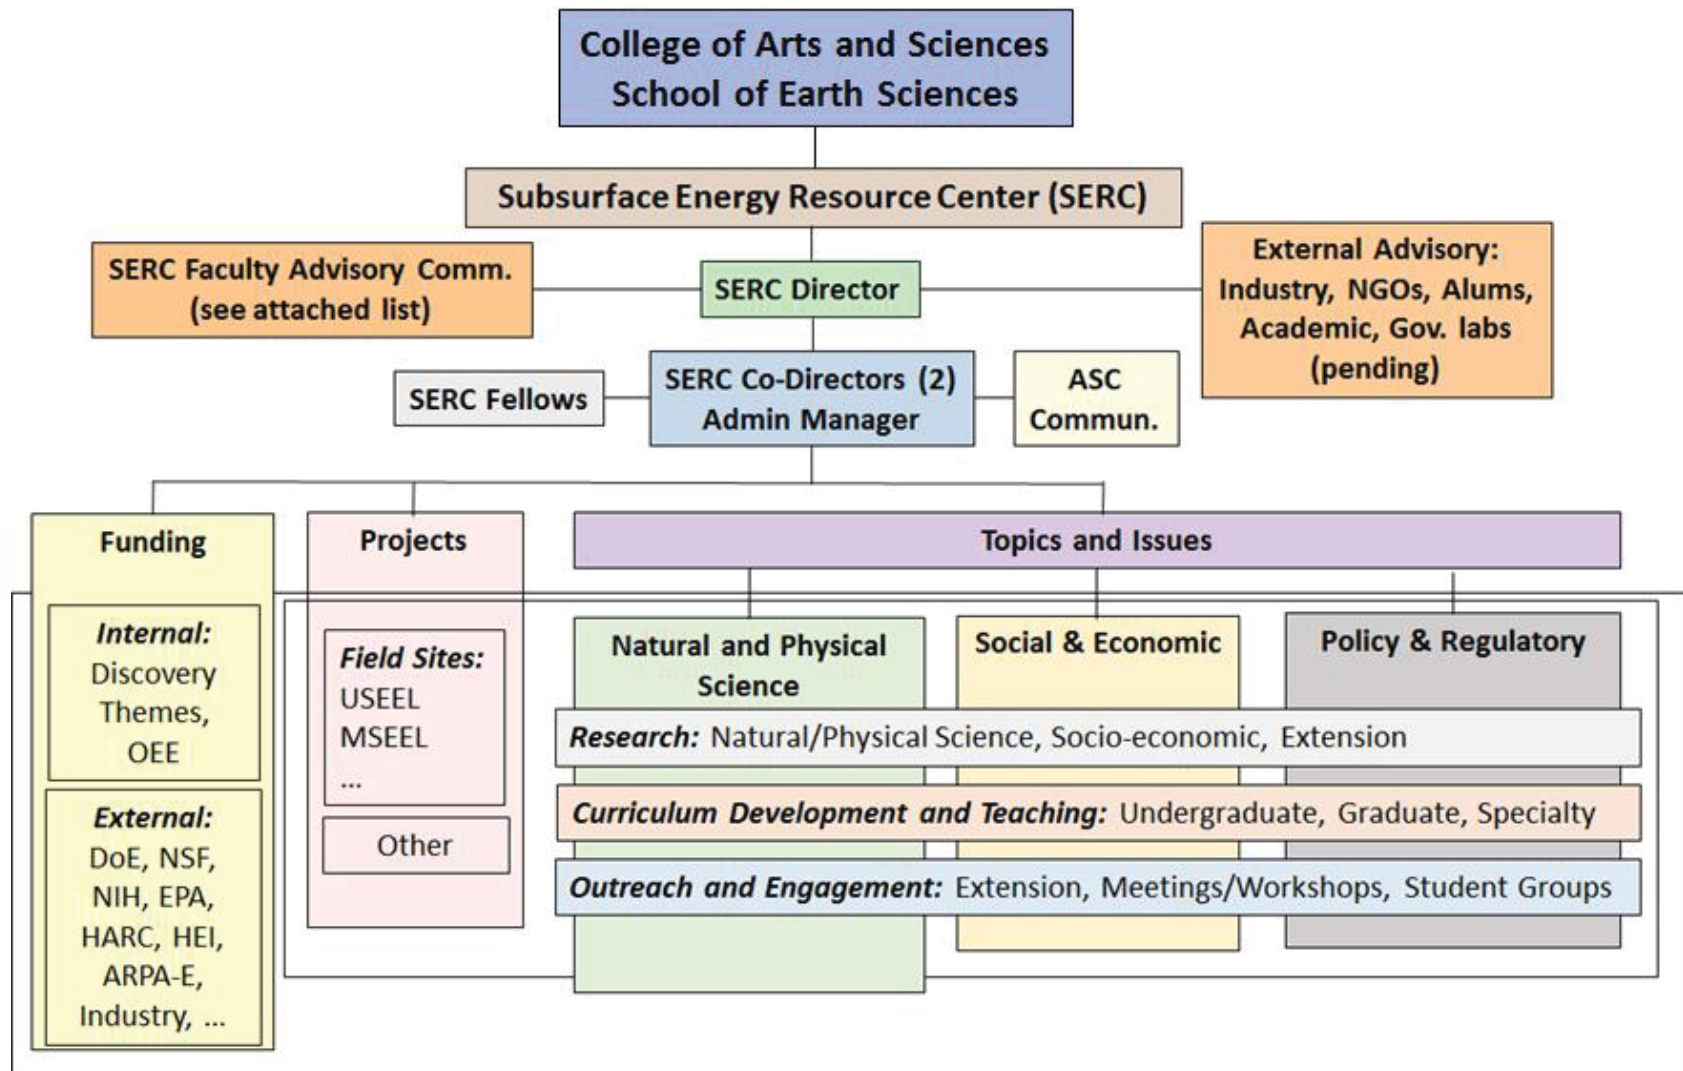 College of Arts and Sciences
School of Earth Sciences
Subsurface Energy Resource Center (SERC)
SERC Faculty Advisory Comm.
(see attached list)
SERC Director
External Advisory:
Industry, NGOs, Alums,
Academic, Gov. labs
(pending)
SERC Fellows
SERC Co-Directors (2)
Admin Manager
ASC
Commun.
Funding
Internal:
Discovery
Themes,
OEE
External:
DoE, NSF,
NIH, EPA,
HARC, HEI,
ARPA-E,
Industry, ...
Projects
Field Sites:
USEEL
MSEEL
...
Other
Topics and Issues
Natural and Physical
Science
Social & Economic
Policy & Regulatory
Research: Natural/Physical Science, Socio-economic, Extension
Curriculum Development and Teaching: Undergraduate, Graduate, Specialty
Outreach and Engagement: Extension, Meetings/Workshops, Student Groups